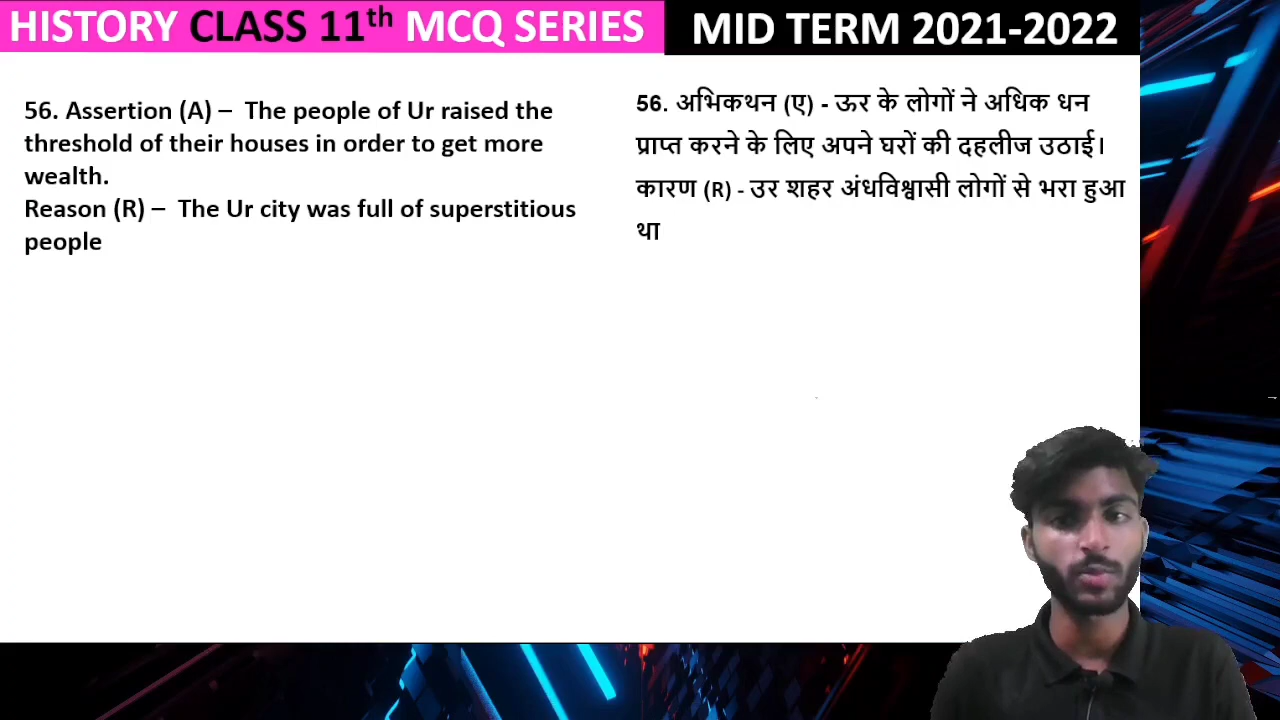 HISTORY CLASS 11th MCQ SERIES
MID TERM 2021-2022
56. Assertion (A) – The people of Ur raised the
threshold of their houses in order to get more
wealth.
Reason (R) – The Ur city was full of superstitious
people
56. अभिकथन (ए) - ऊर के लोगों ने अधिक धन
प्राप्त करने के लिए अपने घरों की दहलीज उठाई।
कारण (R) - उर शहर अंधविश्वासी लोगों से भरा हुआ
था